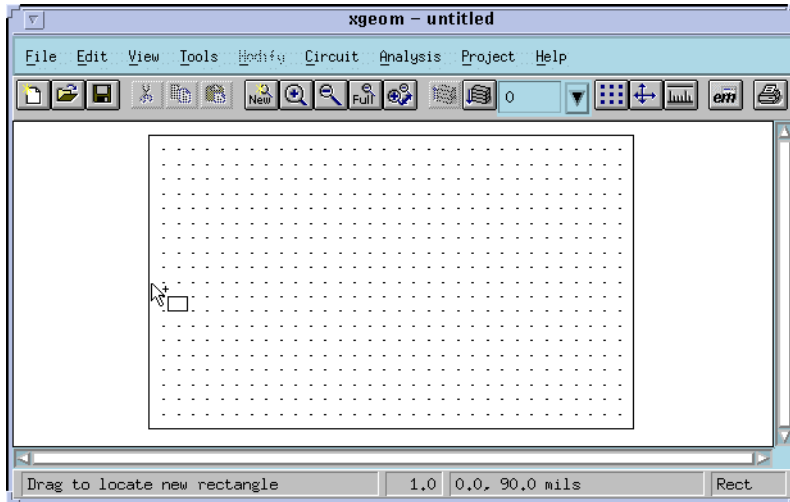 xgeom – untitled
File Edit View Tools Modify Circuit Analysis Project Help
New Full 0 em
Drag to locate new rectangle 1.0 0.0, 90.0 mils Rect